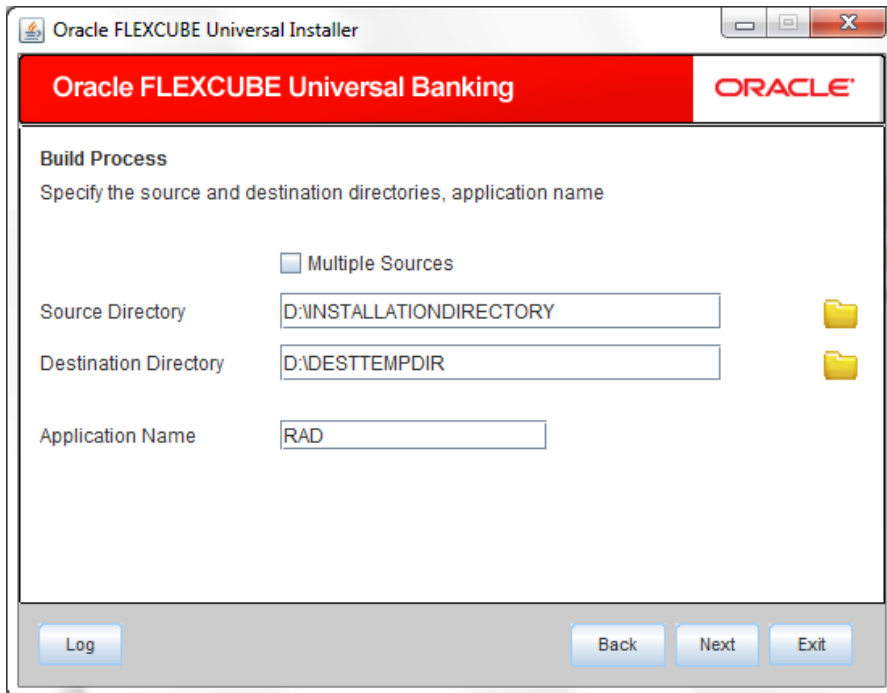 Oracle FLEXCUBE Universal Installer
Oracle FLEXCUBE Universal Banking
ORACLE
Build Process
Specify the source and destination directories, application name
Multiple Sources
Source Directory D:\INSTALLATIONDIRECTORY
Destination Directory D:\DESTTEMPDIR
Application Name RAD
Log Back Next Exit